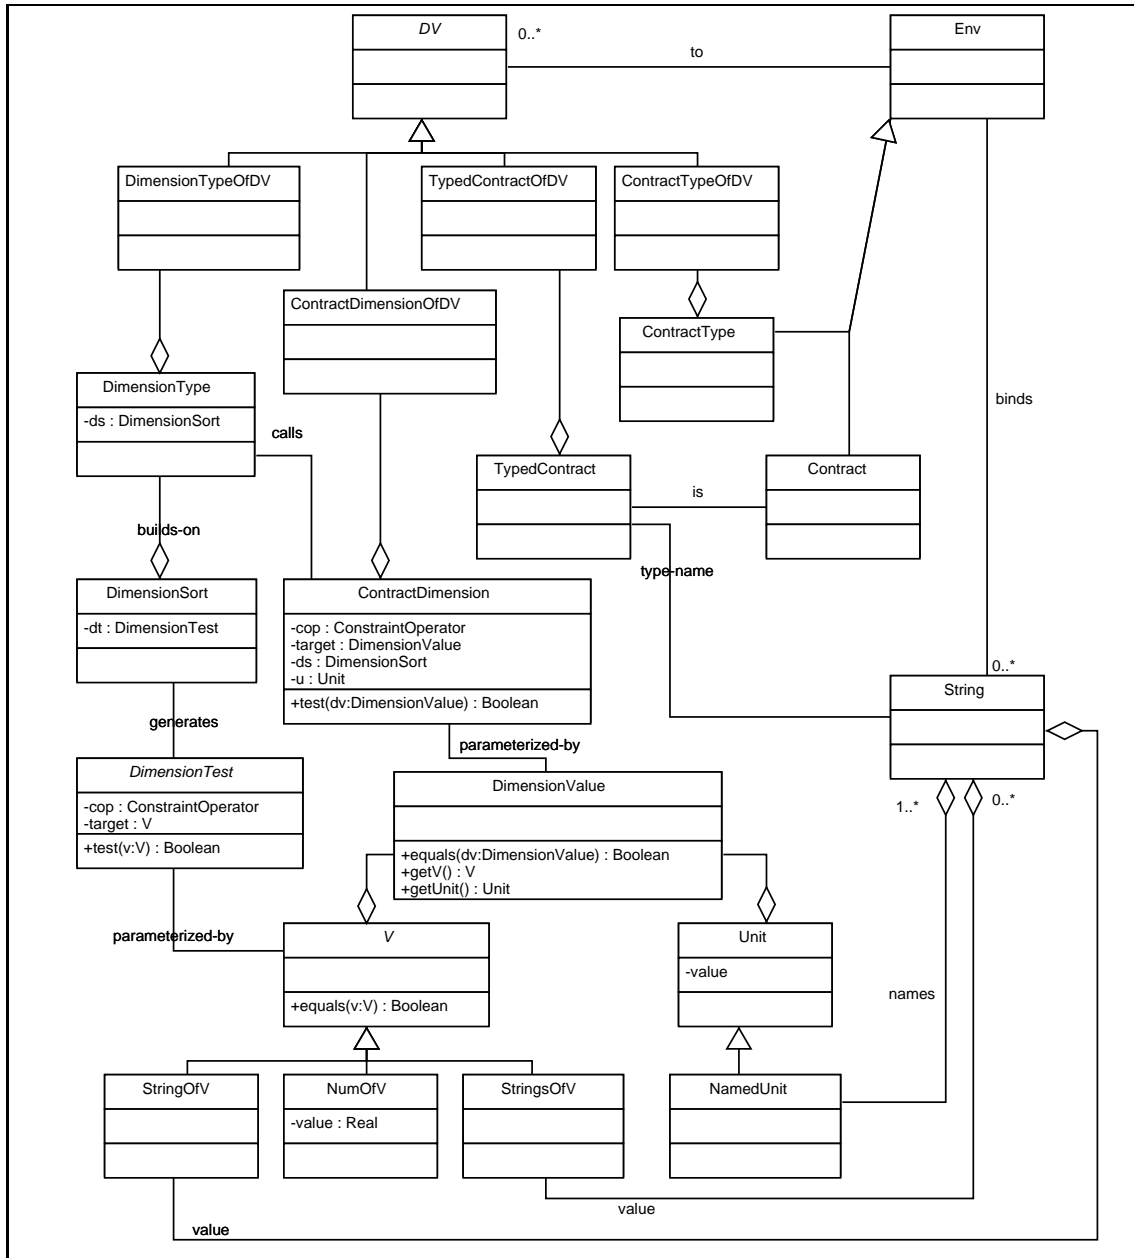 DV
0..*
Env
to
DimensionTypeOfDV
TypedContractOfDV
ContractTypeOfDV
ContractDimensionOfDV
ContractType
DimensionType
-ds : DimensionSort
calls
binds
TypedContract
is
Contract
builds-on
type-name
DimensionSort
-dt : DimensionTest
ContractDimension
-cop : ConstraintOperator
-target : DimensionValue
-ds : DimensionSort
-u : Unit
+test(dv:DimensionValue) : Boolean
0..*
String
generates
parameterized-by
DimensionTest
-cop : ConstraintOperator
-target : V
+test(v:V) : Boolean
DimensionValue
+equals(dv:DimensionValue) : Boolean
+getV() : V
+getUnit() : Unit
1..*
0..*
parameterized-by
V
+equals(v:V) : Boolean
Unit
-value
names
StringOfV
NumOfV
-value : Real
StringsOfV
NamedUnit
value
value